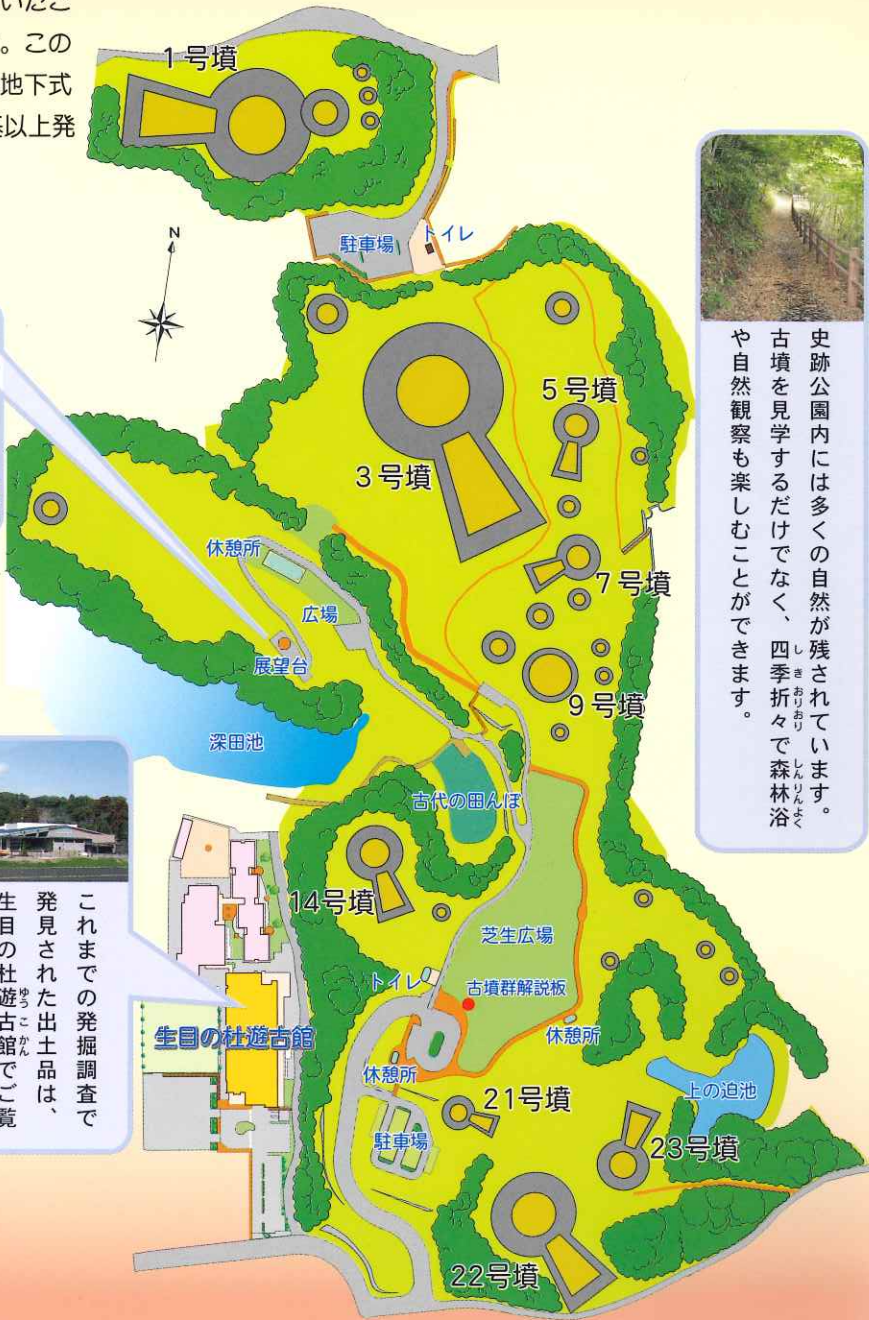 いたこ
。この
地下式
以上発
1号墳
N
駐車場
トイレ
3号墳
5号墳
7号墳
9号墳
休憩所
広場
展望台
深田池
古代の田んぼ
14号墳
芝生広場
トイレ
古墳群解説板
休憩所
休憩所
駐車場
生目の杜遊古館
21号墳
上の迫池
23号墳
22号墳
史跡公園内には多くの自然が残されています。
古墳を見学するだけでなく、四季折々で森林浴
しきおりおり
しんりんよく
や自然観察も楽しむことができます。
これまでの発掘調査で
発見された出土品は、
生目の杜遊古館でご覧
ゆうこかん